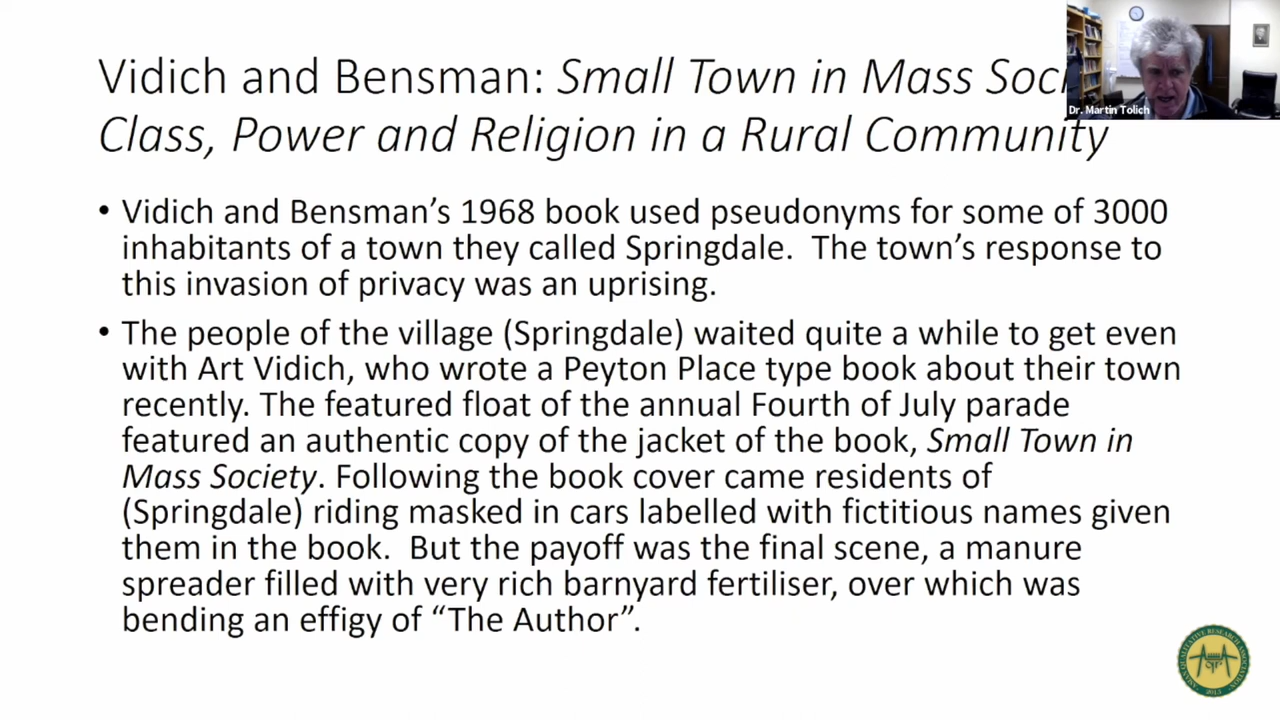 Vidich and Bensman: Small Town in Mass
Class, Power and Religion in a Rural Community
Dr. Martin Tolich
• Vidich and Bensman’s 1968 book used pseudonyms for some of 3000
inhabitants of a town they called Springdale.  The town’s response to
this invasion of privacy was an uprising.
• The people of the village (Springdale) waited quite a while to get even
with Art Vidich, who wrote a Peyton Place type book about their town
recently. The featured float of the annual Fourth of July parade
featured an authentic copy of the jacket of the book, Small Town in
Mass Society. Following the book cover came residents of
(Springdale) riding masked in cars labelled with fictitious names given
them in the book.  But the payoff was the final scene, a manure
spreader filled with very rich barnyard fertiliser, over which was
bending an effigy of “The Author”.
ASIAN QUALITATIVE RESEARCH ASSOCIATION
2013